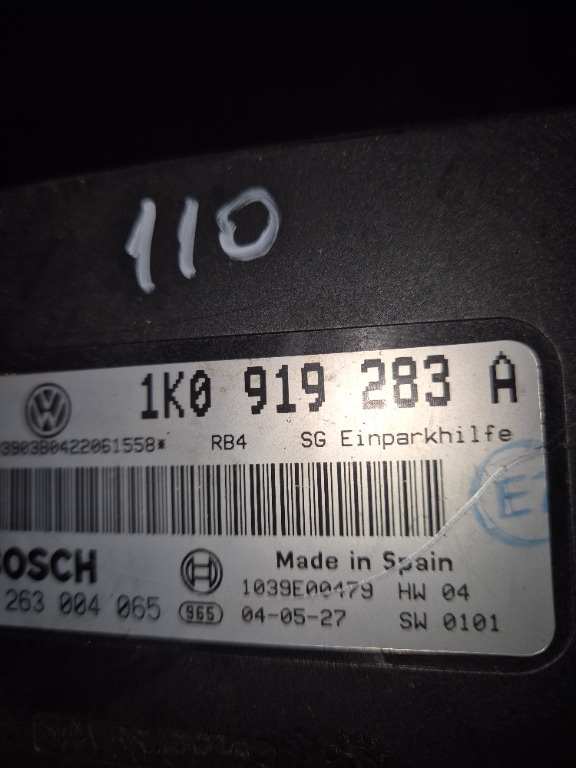 110
1K0 919 283 A
3903B0422061558* RB4 SG Einparkhilfe
BOSCH Made in Spain
263 004 065 965 1039E00479 HW 04
04-05-27 SW 0101